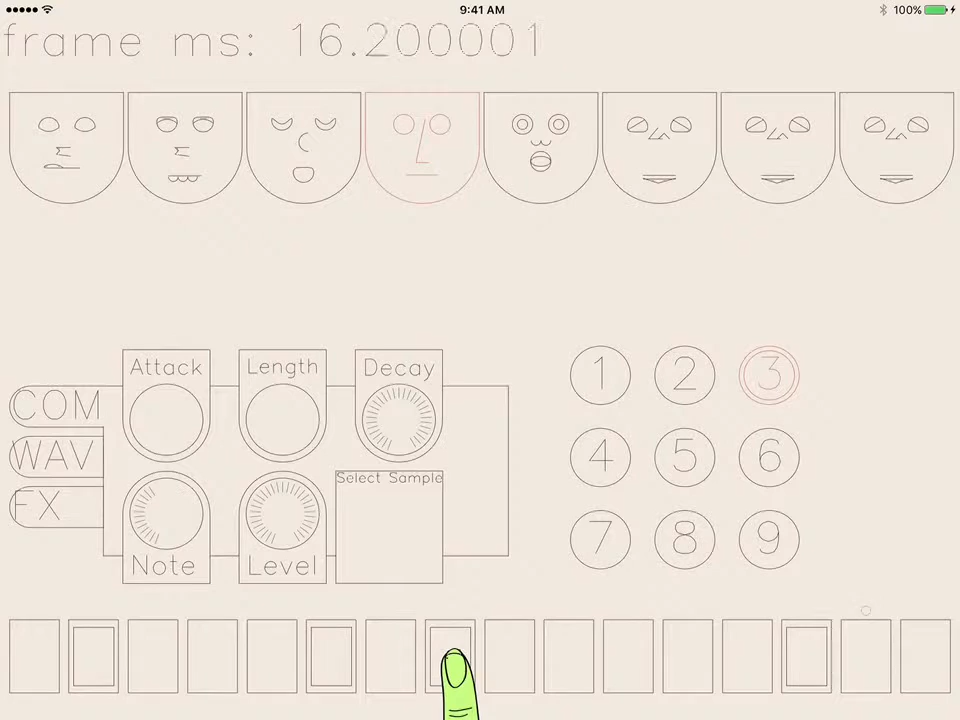 9:41 AM
100%
frame ms: 16.200001
Attack
Length
Decay
COM
WAV
FX
Select Sample
Note
Level
1 2 3
4 5 6
7 8 9